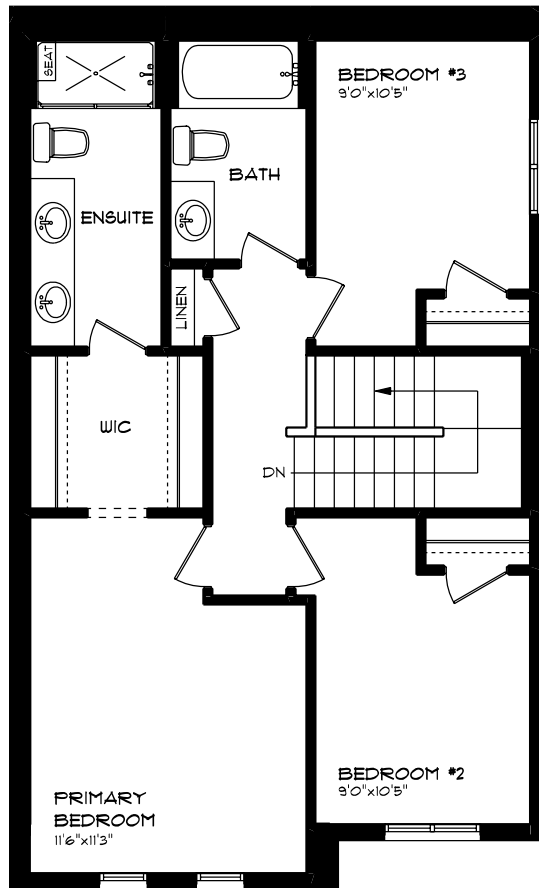 SEAT
BEDROOM #3
9'0"x10'5"
BATH
ENSUITE
LINEN
WIC
DN
BEDROOM #2
9'0"x10'5"
PRIMARY
BEDROOM
11'6"x11'3"